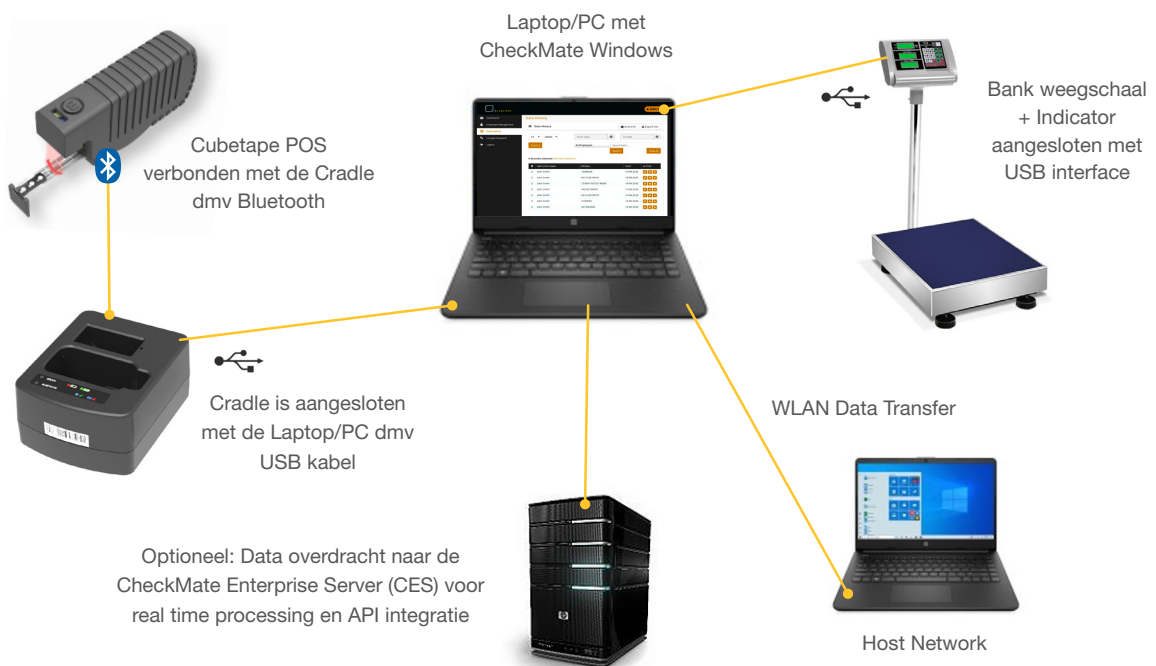 Laptop/PC met
CheckMate Windows
Bank weegschaal
+ Indicator
aangesloten met
USB interface
Cubetape POS
verbonden met de Cradle
dmv Bluetooth
Cradle is aangesloten
met de Laptop/PC dmv
USB kabel
WLAN Data Transfer
Optioneel: Data overdracht naar de
CheckMate Enterprise Server (CES) voor
real time processing en API integratie
Host Network